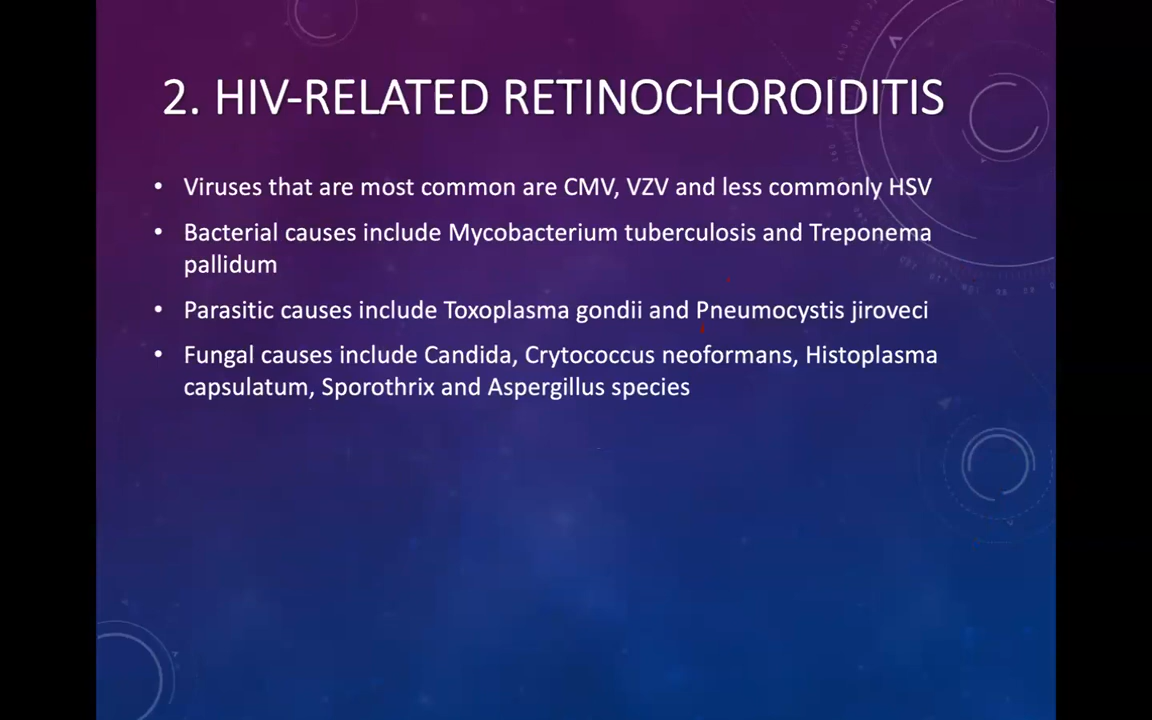 2. HIV-RELATED RETINOCHOROIDITIS
• Viruses that are most common are CMV, VZV and less commonly HSV
• Bacterial causes include Mycobacterium tuberculosis and Treponema
pallidum
• Parasitic causes include Toxoplasma gondii and Pneumocystis jiroveci
• Fungal causes include Candida, Crytococcus neoformans, Histoplasma
capsulatum, Sporothrix and Aspergillus species